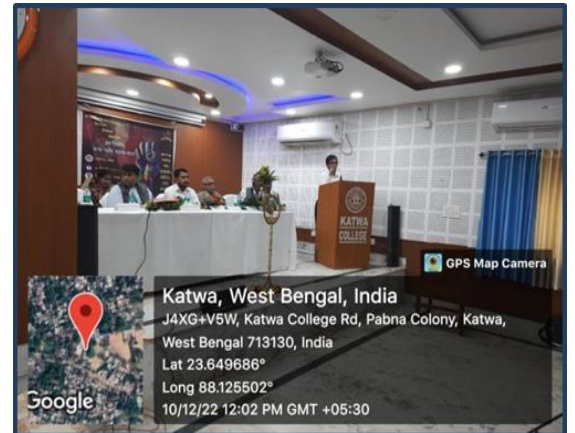 KATWA
COLLEGE
GPS Map Camera
Katwa, West Bengal, India
J4XG+V5W, Katwa College Rd, Pabna Colony, Katwa,
West Bengal 713130, India
Lat 23.649686°
Long 88.125502°
10/12/22 12:02 PM GMT +05:30
Google